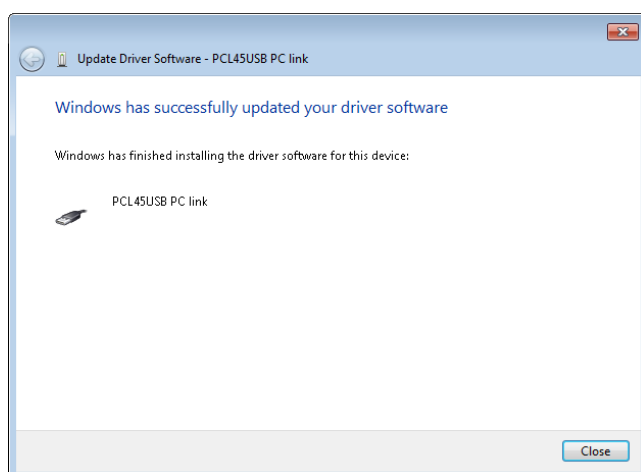 Update Driver Software - PCL45USB PC link
Windows has successfully updated your driver software
Windows has finished installing the driver software for this device:
PCL45USB PC link
Close